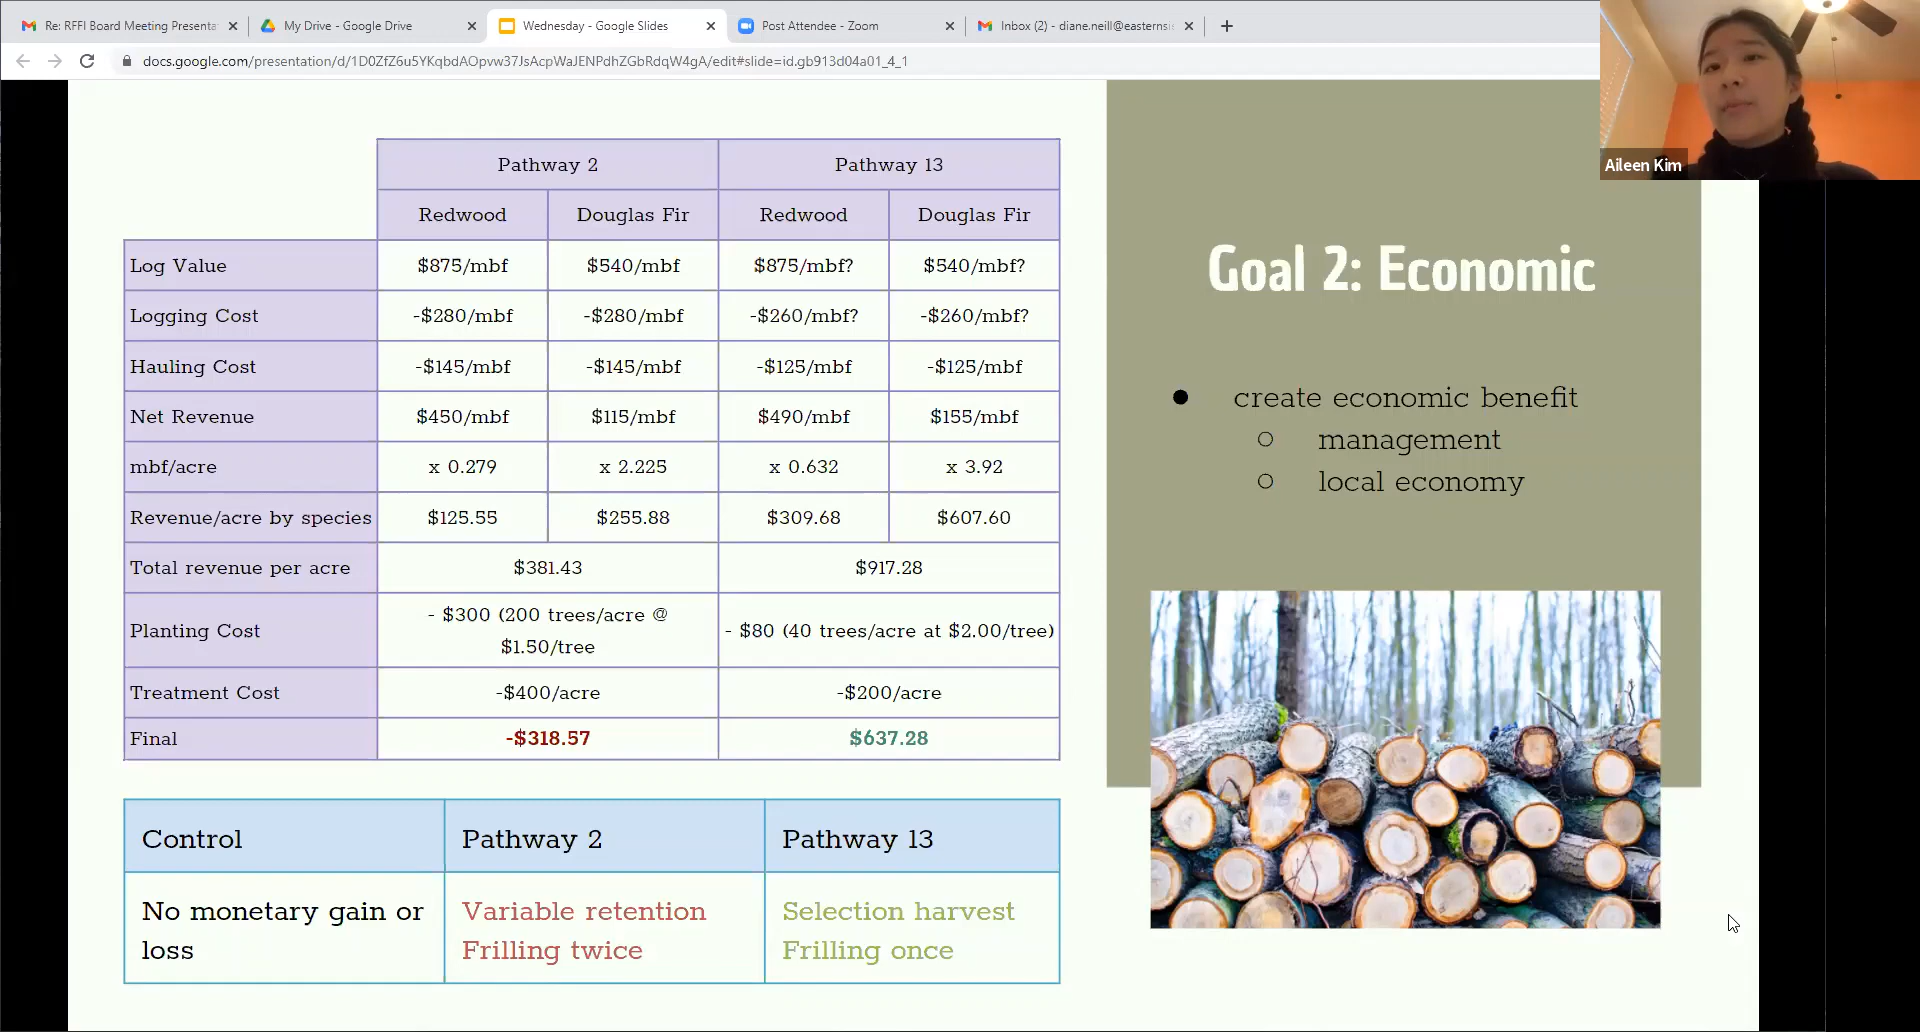 Re: RFFI Board Meeting Presenta
My Drive - Google Drive
Wednesday - Google Slides
Post Attendee - Zoom
Inbox (2) - diane.neill@easterns
docs.google.com/presentation/d/1D0ZfZ6u5YKqbdAOpvw37JsAcpWaJENPdhZGbRdqW4gA/edit#slide=id.gb913d04a01_4_1
Aileen Kim
Pathway 2 Pathway 13
Redwood Douglas Fir Redwood Douglas Fir
Log Value $875/mbf $540/mbf $875/mbf? $540/mbf?
Logging Cost -$280/mbf -$280/mbf -$260/mbf? -$260/mbf?
Hauling Cost -$145/mbf -$145/mbf -$125/mbf -$125/mbf
Net Revenue $450/mbf $115/mbf $490/mbf $155/mbf
mbf/acre x 0.279 x 2.225 x 0.632 x 3.92
Revenue/acre by species $125.55 $255.88 $309.68 $607.60
Total revenue per acre $381.43 $917.28
Planting Cost - $300 (200 trees/acre @
$1.50/tree - $80 (40 trees/acre at $2.00/tree)
Treatment Cost -$400/acre -$200/acre
Final -$318.57 $637.28
Control Pathway 2 Pathway 13
No monetary gain or
loss
Variable retention
Frilling twice
Selection harvest
Frilling once
Goal 2: Economic
● create economic benefit
○ management
○ local economy